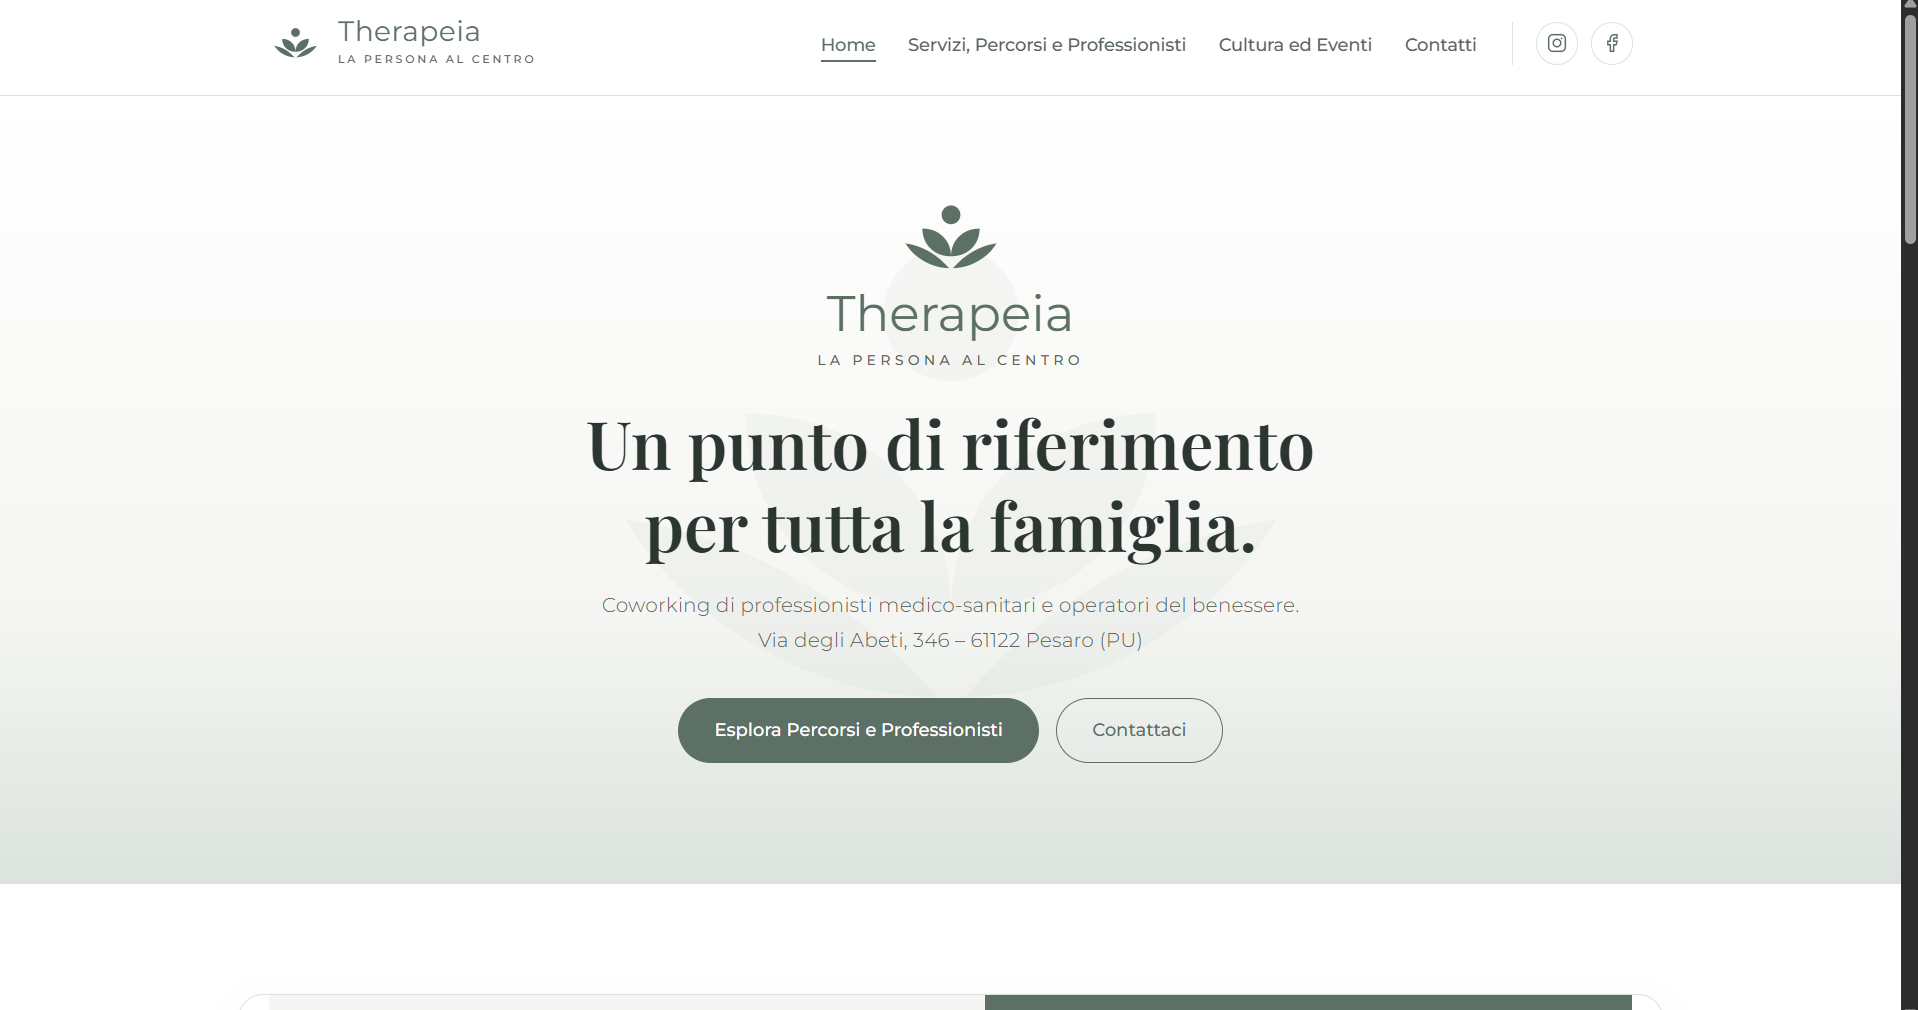 Therapeia
LA PERSONA AL CENTRO
Home
Servizi, Percorsi e Professionisti
Cultura ed Eventi
Contatti
Therapeia
LA PERSONA AL CENTRO
Un punto di riferimento
per tutta la famiglia.
Coworking di professionisti medico-sanitari e operatori del benessere.
Via degli Abeti, 346 – 61122 Pesaro (PU)
Esplora Percorsi e Professionisti
Contattaci